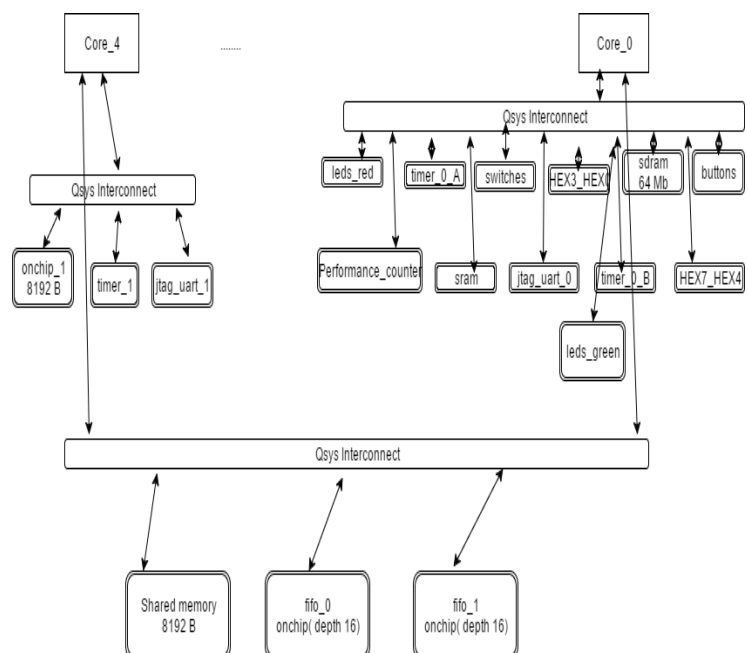 Core_4
........
Core_0
Qsys Interconnect
leds_red
timer_0_A
switches
HEX3_HEX0
sdram
64 Mb
buttons
Qsys Interconnect
onchip_1
8192 B
timer_1
jtag_uart_1
Performance_counter
sram
jtag_uart_0
timer_0_B
HEX7_HEX4
leds_green
Qsys Interconnect
Shared memory
8192 B
fifo_0
onchip( depth 16)
fifo_1
onchip( depth 16)